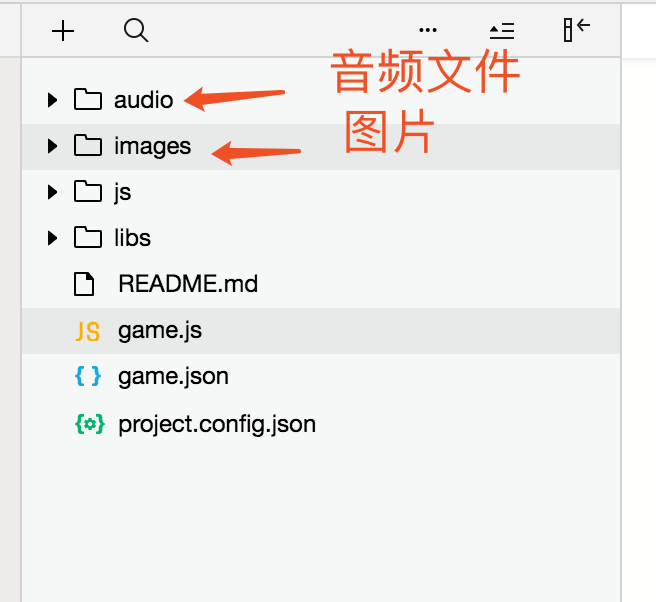 音频文件
audio
图片
images
js
libs
README.md
JS game.js
{ } game.json
project.config.json